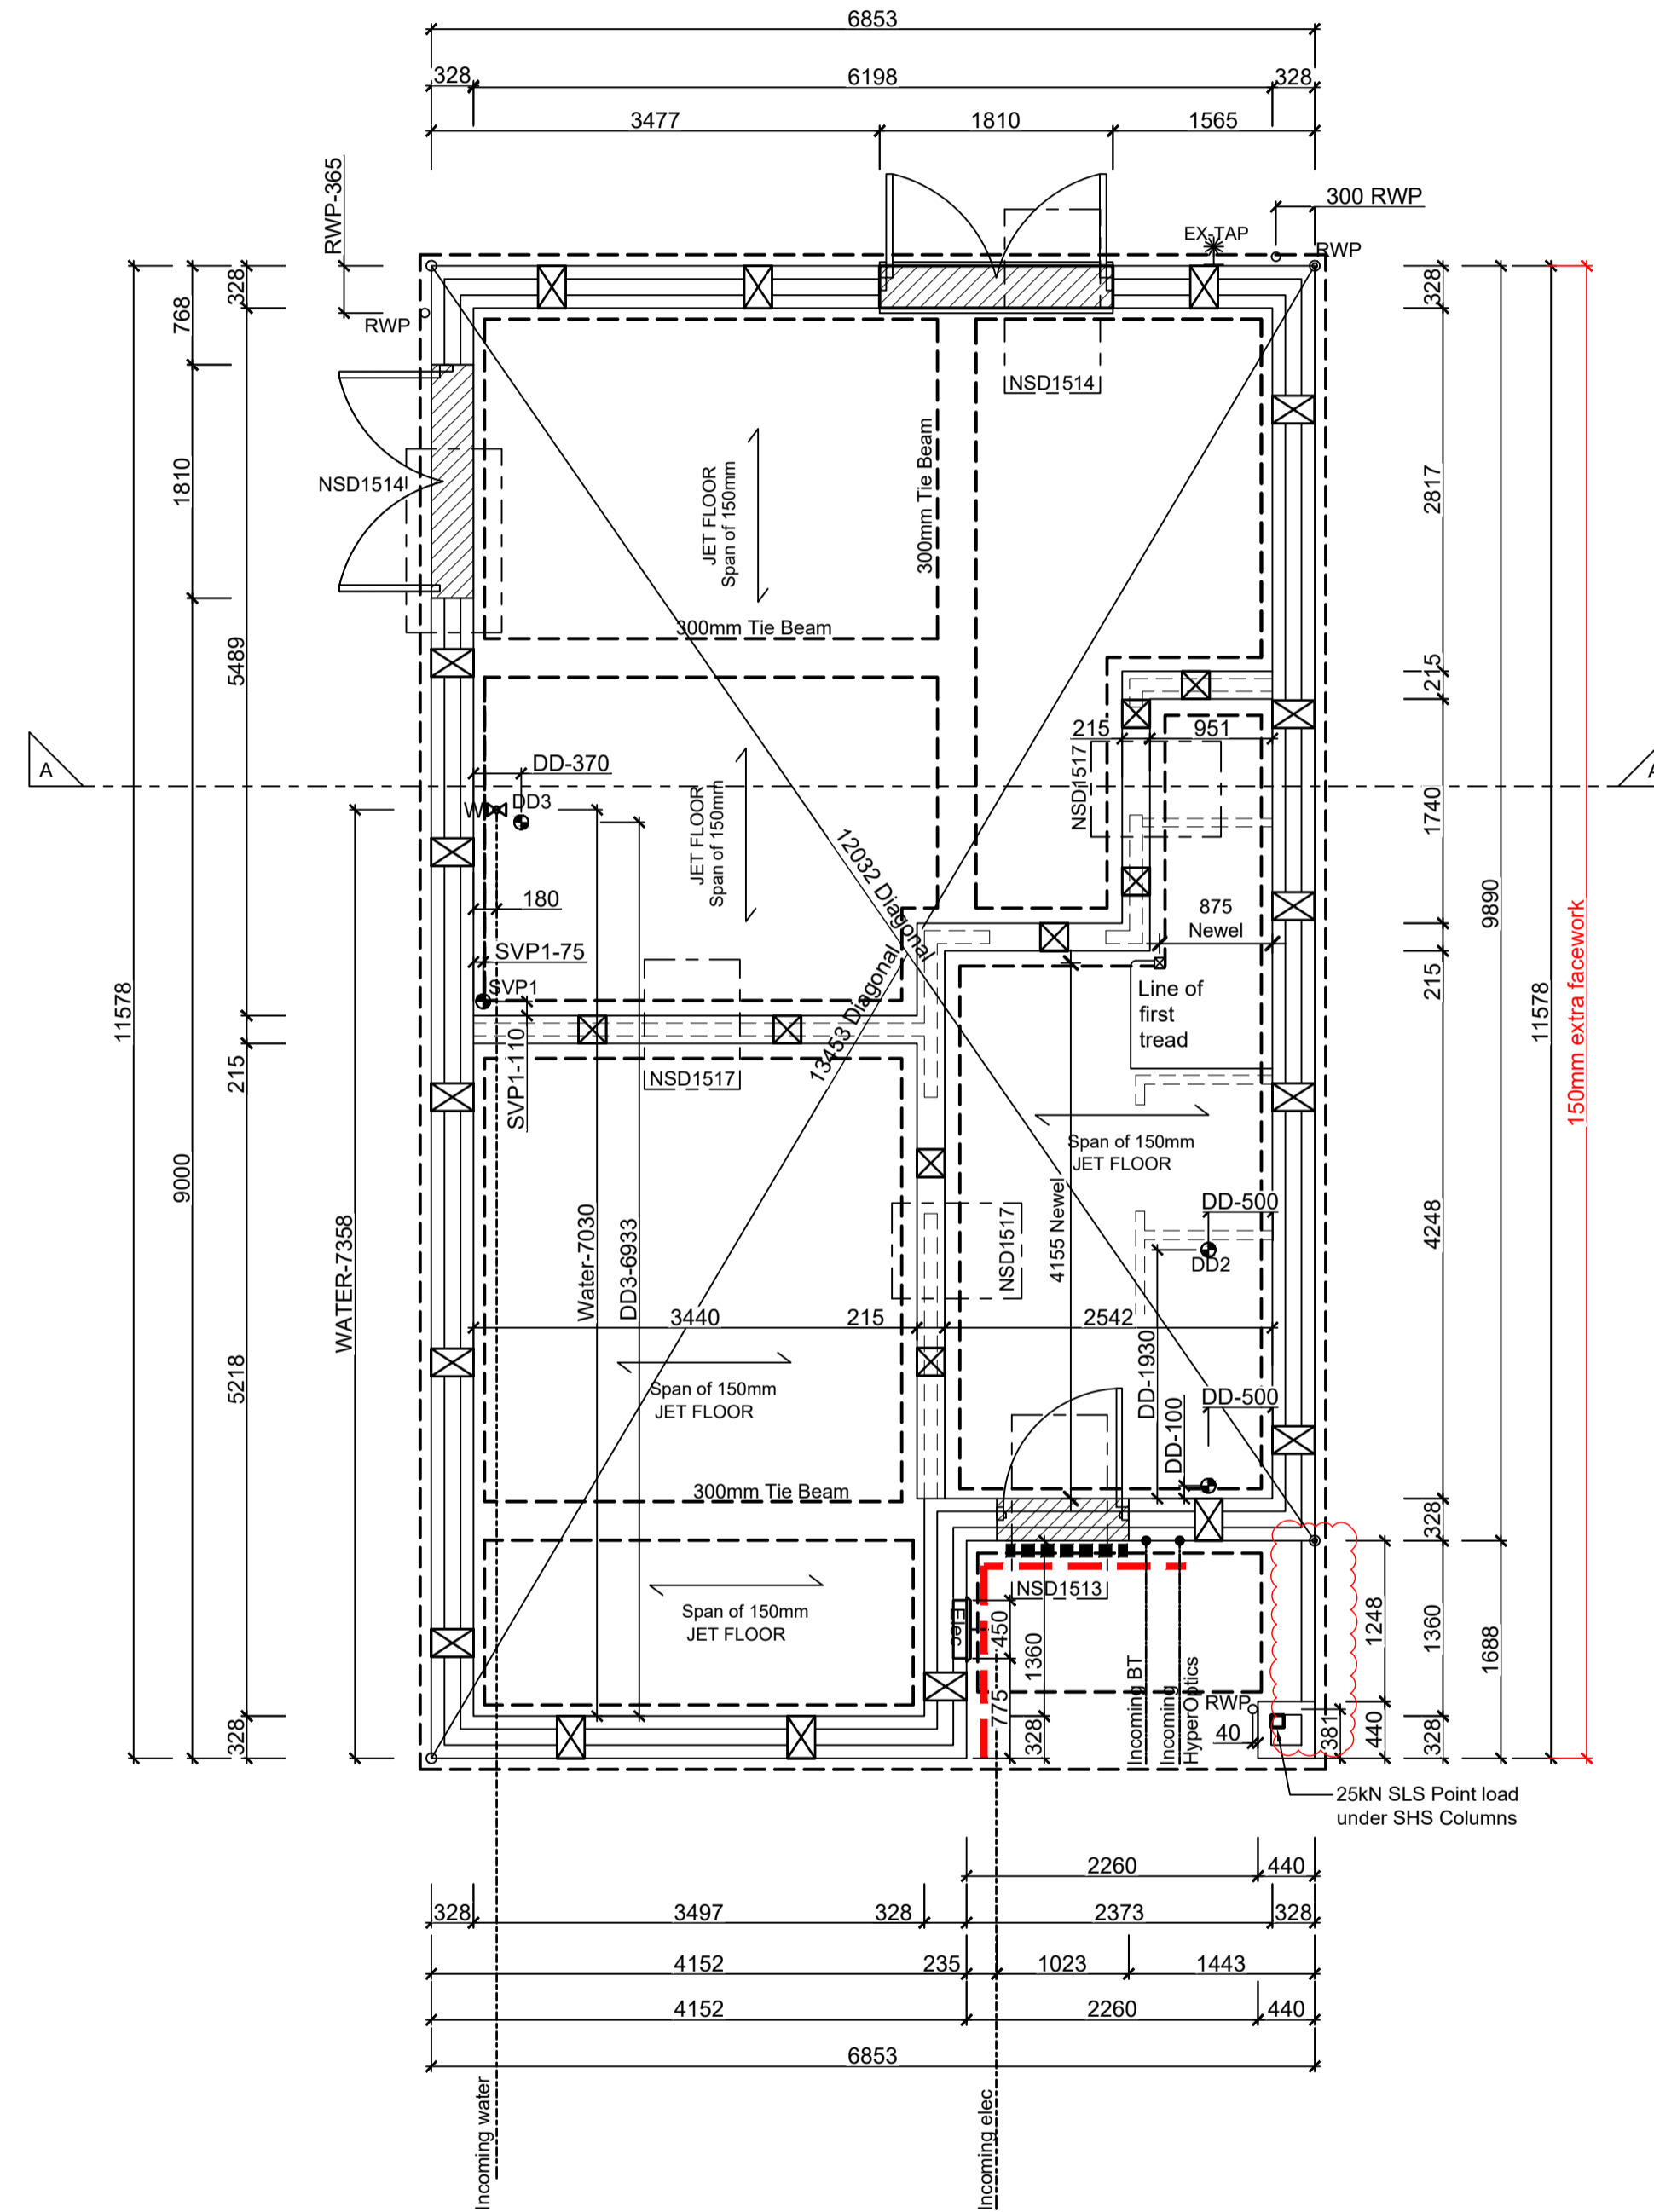 6853
328
6198
328
3477
1810
1565
RWP-365
300 RWP
EX-TAP
RWP
RWP
328
768
328
NSD1514
NSD1514
1810
2817
JET FLOOR
Span of 150mm
300mm Tie Beam
300mm Tie Beam
5489
215
215
951
A
DD-370
DD3
JET FLOOR
Span of 150mm
NSD1517
1740
12032 Diagonal
13453 Diagonal
180
875
Newel
9890
SVP1-75
SVP1
SVP1-110
215
Line of
first
tread
11578
11578
150mm extra facework
215
NSD1517
Span of 150mm
JET FLOOR
9000
WATER-7358
Water-7030
DD3-6933
NSD1517
4155 Newel
DD-500
DD2
4248
3440
215
2542
DD-1930
5218
Span of 150mm
JET FLOOR
DD-500
DD-100
300mm Tie Beam
328
NSD1513
Span of 150mm
JET FLOOR
Elec
450
1360
775
328
Incoming BT
Incoming
HyperOptics
RWP
40
381
1248
440
1360
328
1688
328
25kN SLS Point load
under SHS Columns
2260
440
328
3497
328
2373
328
4152
235
1023
1443
4152
2260
440
6853
Incoming water
Incoming elec